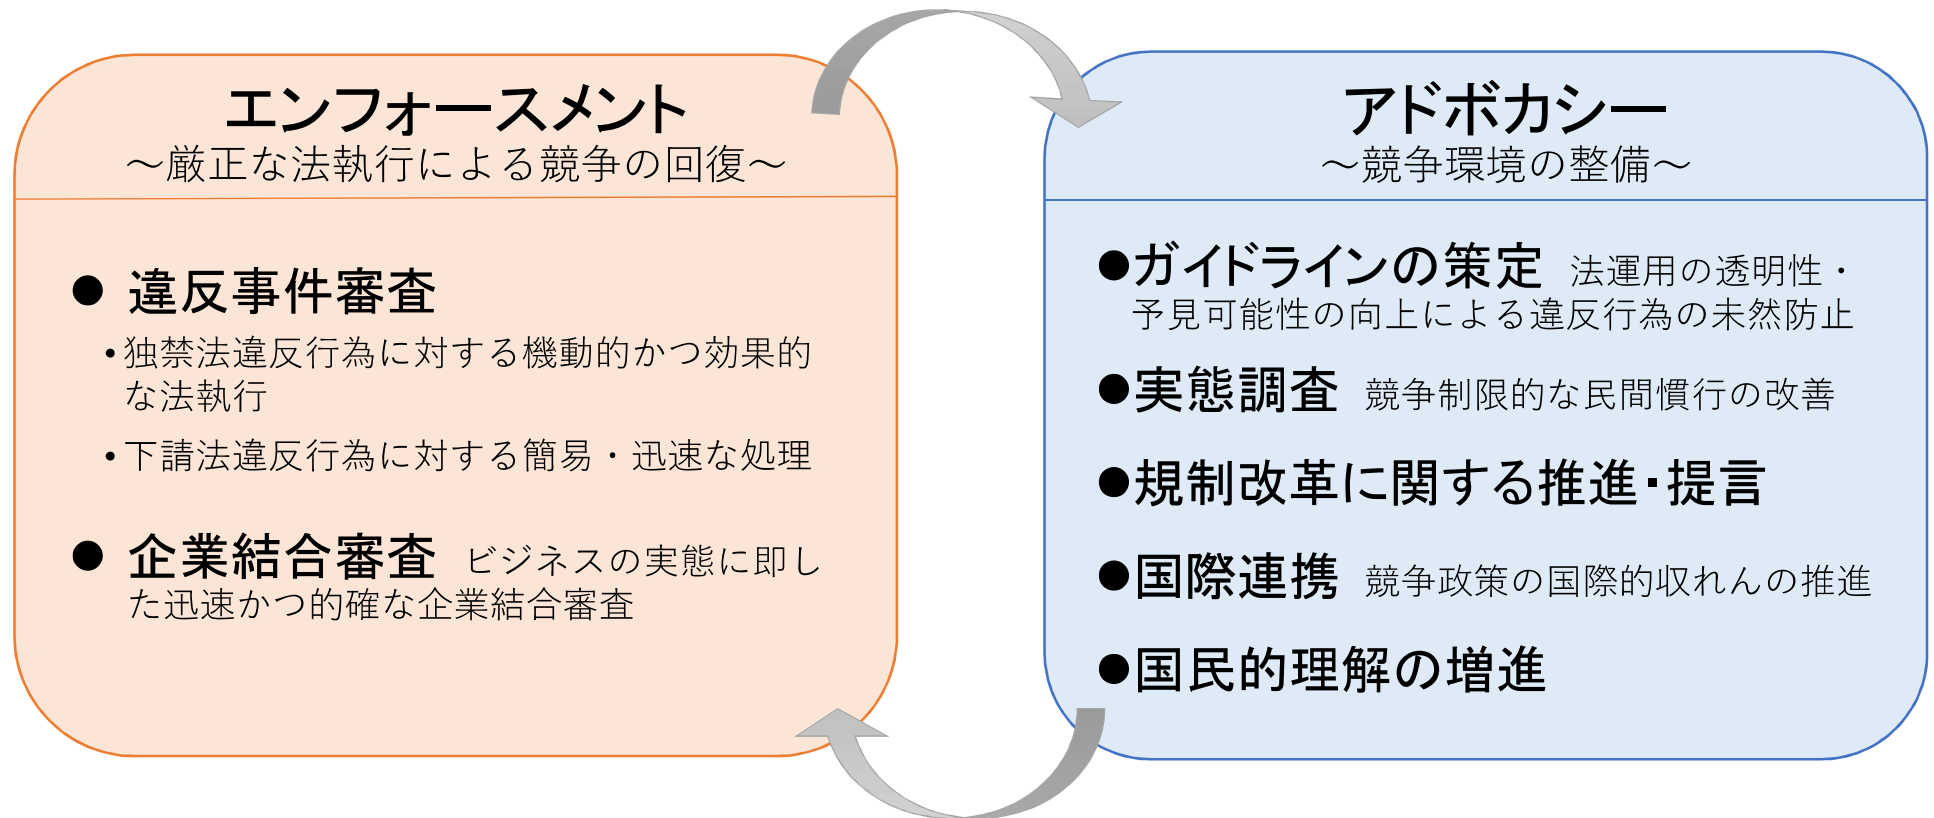 エンフォースメント
～厳正な法執行による競争の回復～
● 違反事件審査
• 独禁法違反行為に対する機動的かつ効果的
な法執行
• 下請法違反行為に対する簡易・迅速な処理
● 企業結合審査 ビジネスの実態に即し
た迅速かつ的確な企業結合審査
アドボカシー
～競争環境の整備～
●ガイドラインの策定 法運用の透明性・
予見可能性の向上による違反行為の未然防止
●実態調査 競争制限的な民間慣行の改善
●規制改革に関する推進・提言
●国際連携 競争政策の国際的収れんの推進
●国民的理解の増進